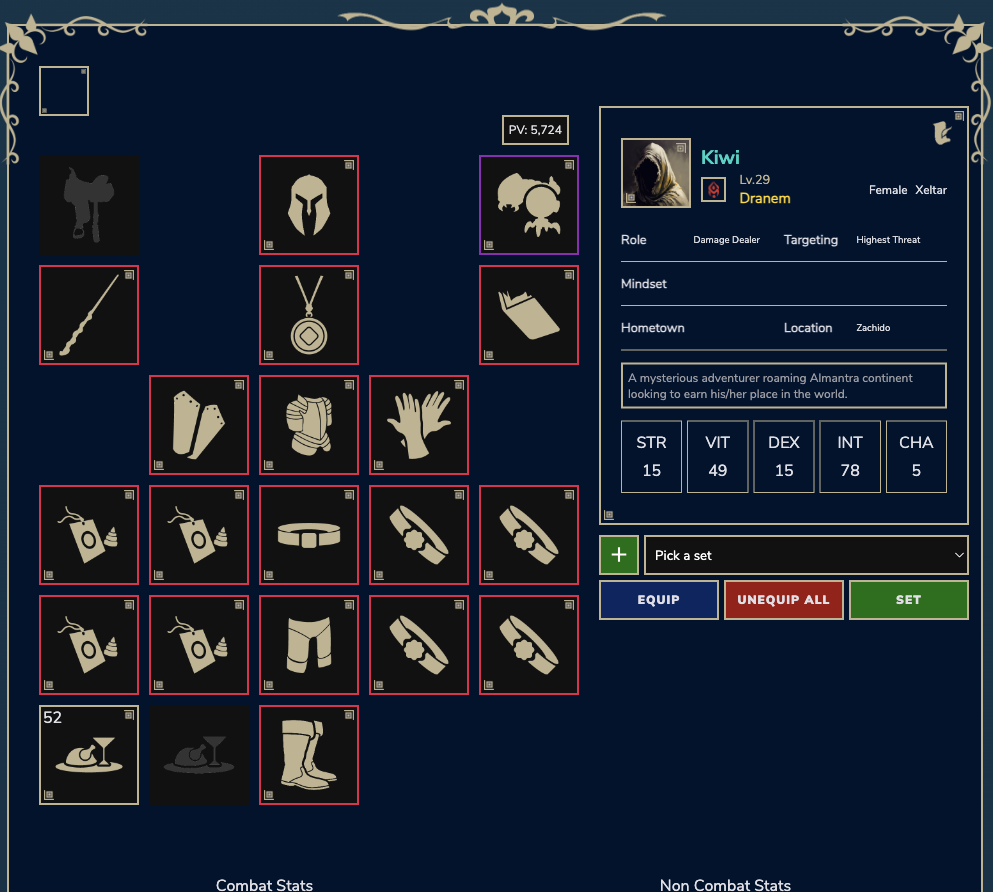 PV: 5,724
Kiwi
Lv.29
Dranem
Female Xeltar
Role Damage Dealer Targeting Highest Threat
Mindset
Hometown Location Zachido
A mysterious adventurer roaming Almantra continent
looking to earn his/her place in the world.
STR VIT DEX INT CHA
15 49 15 78 5
+ Pick a set
EQUIP UNEQUIP ALL SET
52
Combat Stats Non Combat Stats